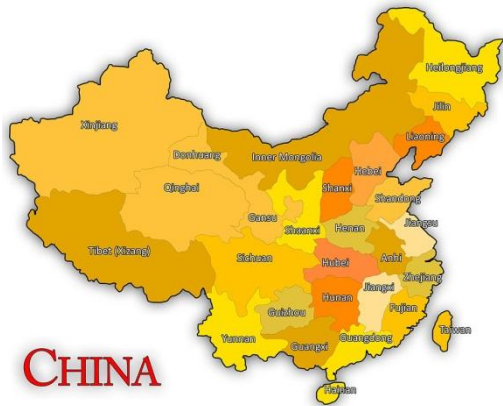 Heilongjiang
Jilin
Xinjiang
Liaoning
Donhuang
Inner Mongolia
Hebei
Qinghai
Shanxi
Shandong
Gansu
Jiangsu
Shaanxi
Henan
Tibet (Xizang)
Sichuan
Anhi
Hubei
Zhejiang
Jiangxi
Hunan
Guizhou
Fujian
Taiwan
Yunnan
Guangdong
Guangxi
CHINA
Hainan